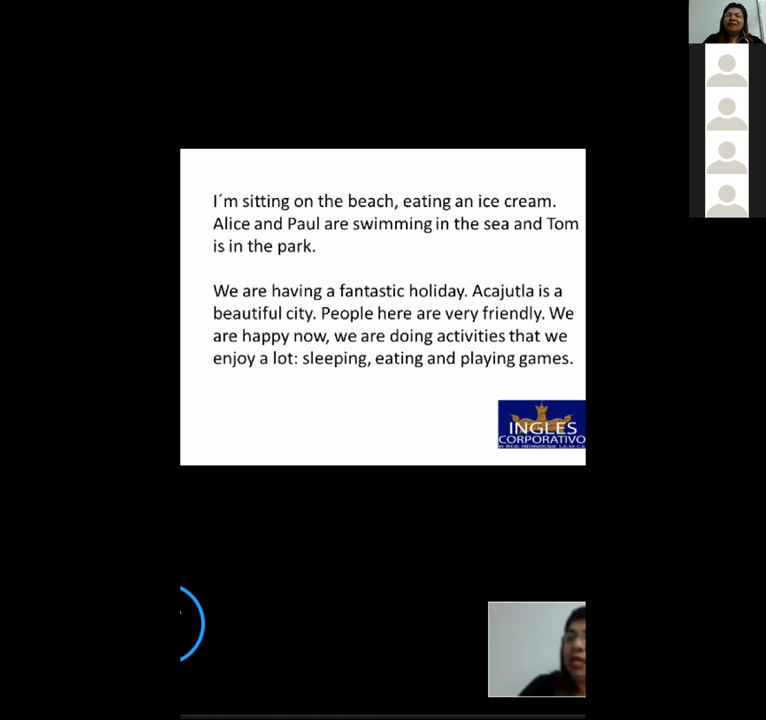 I´m sitting on the beach, eating an ice cream.
Alice and Paul are swimming in the sea and Tom
is in the park.
We are having a fantastic holiday. Acajutla is a
beautiful city. People here are very friendly. We
are happy now, we are doing activities that we
enjoy a lot: sleeping, eating and playing games.
INGLES
CORPORATIVO